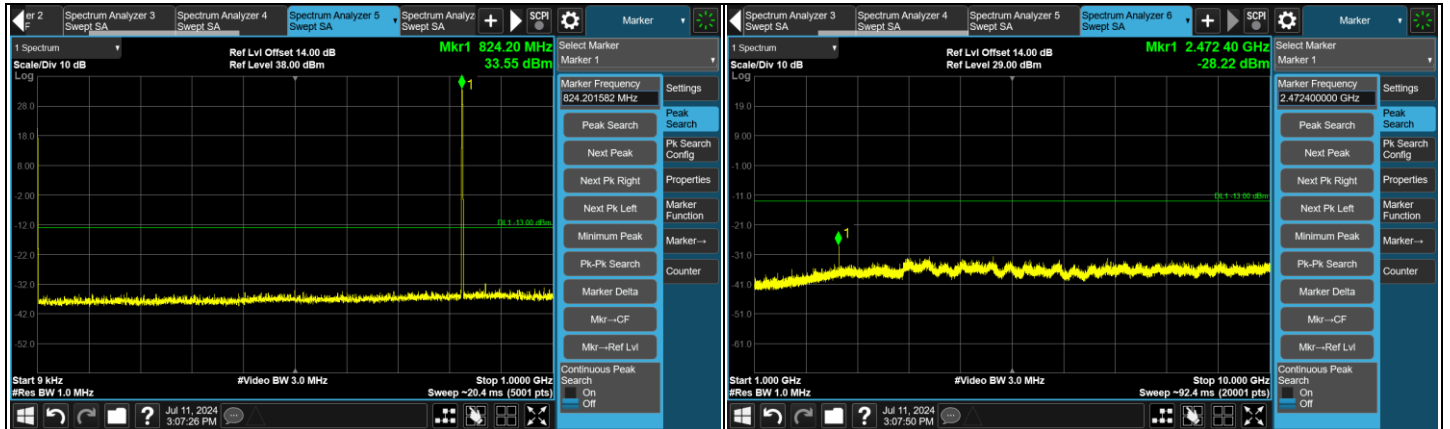 er 2
F
Spectrum Analyzer 3
Swept SA
Spectrum Analyzer 4
Swept SA
Spectrum Analyzer 5
Swept SA
Spectrum Analyz
Swept SA
SCPI
Marker
1 Spectrum
Scale/Div 10 dB
Log
Ref Lvl Offset 14.00 dB
Ref Level 38.00 dBm
Mkr1 824.20 MHz
33.55 dBm
1
28.0
18.0
8.00
-2.00
-12.0
-22.0
-32.0
-42.0
-52.0
DL1 -13.00 dBm
Start 9 kHz
#Res BW 1.0 MHz
#Video BW 3.0 MHz
Stop 1.0000 GHz
Sweep ~20.4 ms (5001 pts)
Select Marker
Marker 1
Marker Frequency
824.201582 MHz
Peak Search
Next Peak
Next Pk Right
Next Pk Left
Minimum Peak
Pk-Pk Search
Marker Delta
Mkr→CF
Mkr→Ref Lvl
Continuous Peak
Search
On
Off
Settings
Peak
Search
Pk Search
Config
Properties
Marker
Function
Marker→
Counter
?
Jul 11, 2024
3:07:26 PM
Spectrum Analyzer 3
Swept SA
Spectrum Analyzer 4
Swept SA
Spectrum Analyzer 5
Swept SA
Spectrum Analyzer 6
Swept SA
SCPI
Marker
1 Spectrum
Scale/Div 10 dB
Log
Ref Lvl Offset 14.00 dB
Ref Level 29.00 dBm
Mkr1 2.472 40 GHz
-28.22 dBm
1
19.0
9.00
-1.00
-11.0
-21.0
-31.0
-41.0
-51.0
-61.0
DL1 -13.00 dBm
Start 1.000 GHz
#Res BW 1.0 MHz
#Video BW 3.0 MHz
Stop 10.000 GHz
Sweep ~92.4 ms (20001 pts)
Select Marker
Marker 1
Marker Frequency
2.472400000 GHz
Peak Search
Next Peak
Next Pk Right
Next Pk Left
Minimum Peak
Pk-Pk Search
Marker Delta
Mkr→CF
Mkr→Ref Lvl
Continuous Peak
Search
On
Off
Settings
Peak
Search
Pk Search
Config
Properties
Marker
Function
Marker→
Counter
?
Jul 11, 2024
3:07:50 PM